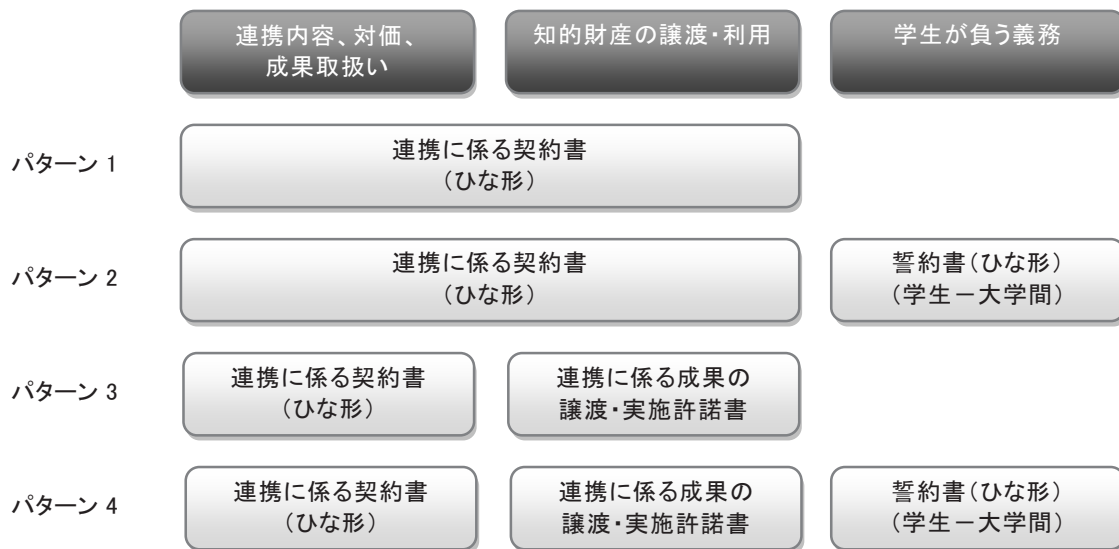 連携内容、対価、
成果取扱い
知的財産の譲渡・利用
学生が負う義務
パターン 1
連携に係る契約書
(ひな形)
パターン 2
連携に係る契約書
(ひな形)
誓約書(ひな形)
(学生－大学間)
パターン 3
連携に係る契約書
(ひな形)
連携に係る成果の
譲渡・実施許諾書
パターン 4
連携に係る契約書
(ひな形)
連携に係る成果の
譲渡・実施許諾書
誓約書(ひな形)
(学生－大学間)